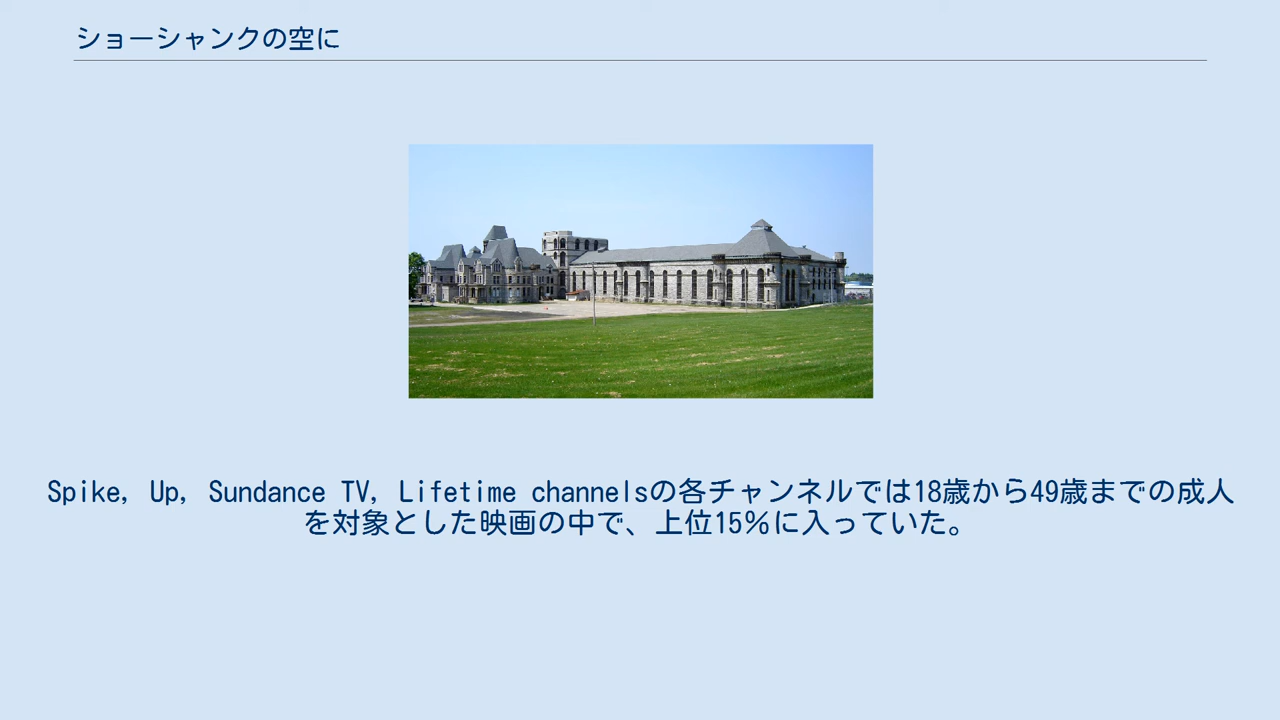 ショーシャンクの空に
Spike, Up, Sundance TV, Lifetime channelsの各チャンネルでは18歳から49歳までの成人
を対象とした映画の中で、上位15%に入っていた。